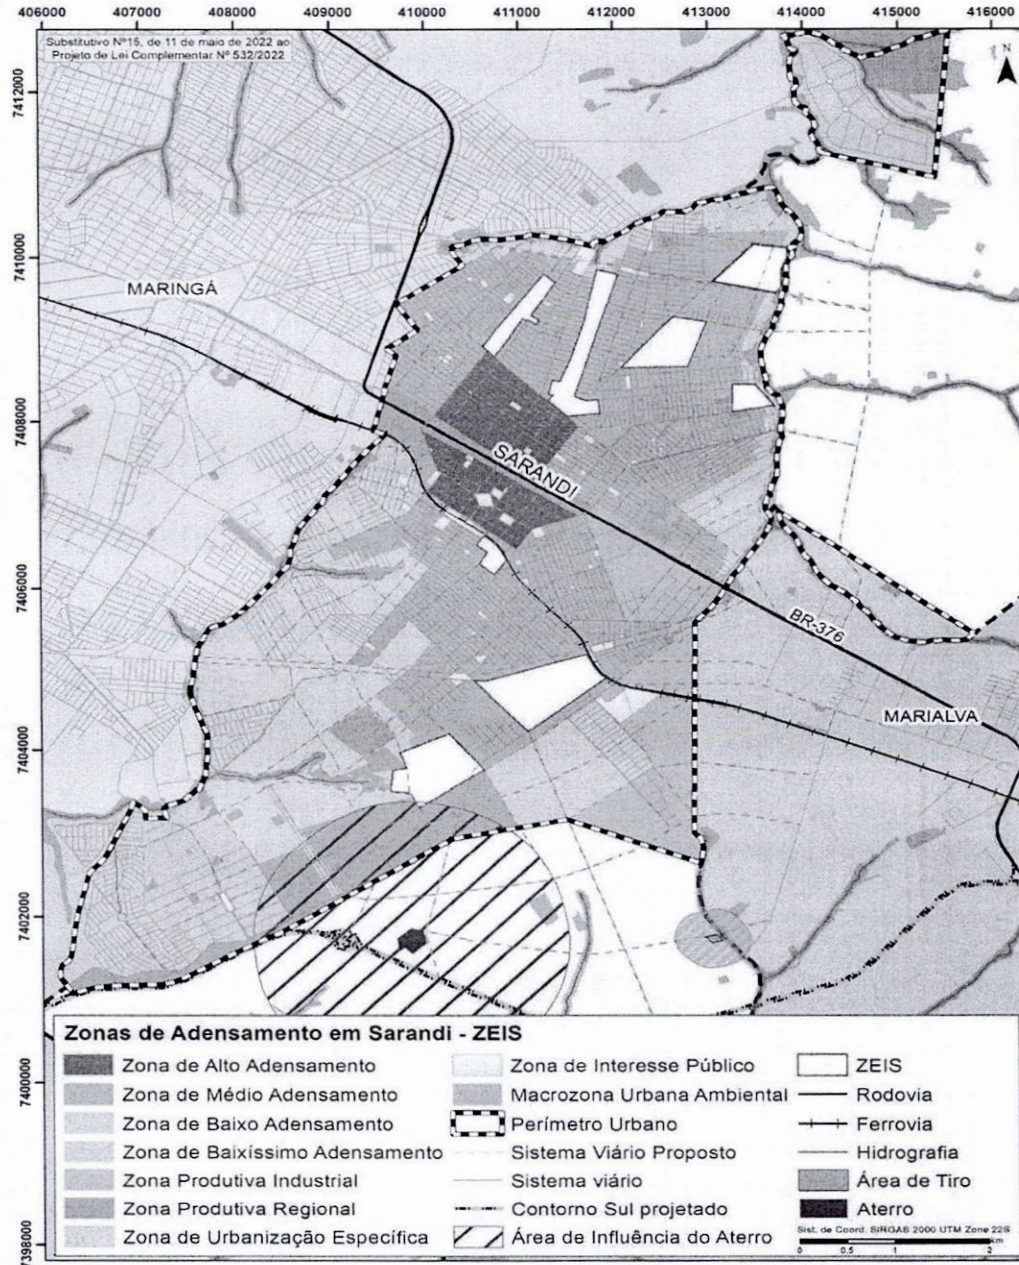 406000 407000 408000 409000 410000 411000 412000 413000 414000 415000 416000
Substitutivo Nº15, de 11 de maio de 2022 ao
Projeto de Lei Complementar Nº 532/2022
N
7412000
7410000
7408000
7406000
7404000
7402000
7400000
7398000
MARINGÁ
SARANDI
BR-376
MARIALVA
Zonas de Adensamento em Sarandi - ZEIS
Zona de Alto Adensamento
Zona de Médio Adensamento
Zona de Baixo Adensamento
Zona de Baixíssimo Adensamento
Zona Produtiva Industrial
Zona Produtiva Regional
Zona de Urbanização Específica
Zona de Interesse Público
Macrozona Urbana Ambiental
Perímetro Urbano
Sistema Viário Proposto
Sistema viário
Contorno Sul projetado
Área de Influência do Aterro
ZEIS
Rodovia
Ferrovia
Hidrografia
Área de Tiro
Aterro
Sist. de Coord. SIRGAS 2000 UTM Zone 22S
km
0 0.5 1 2